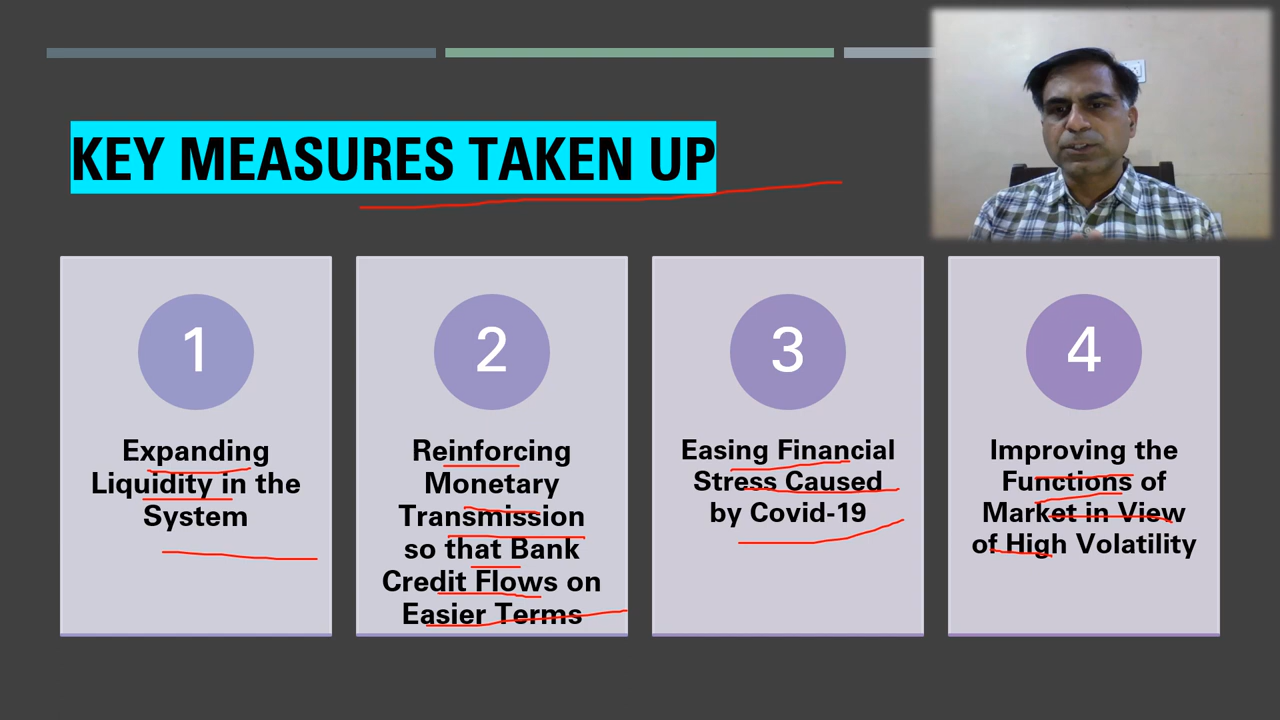 KEY MEASURES TAKEN UP
1
Expanding
Liquidity in the
System
2
Reinforcing
Monetary
Transmission
so that Bank
Credit Flows on
Easier Terms
3
Easing Financial
Stress Caused
by Covid-19
4
Improving the
Functions of
Market in View
of High Volatility